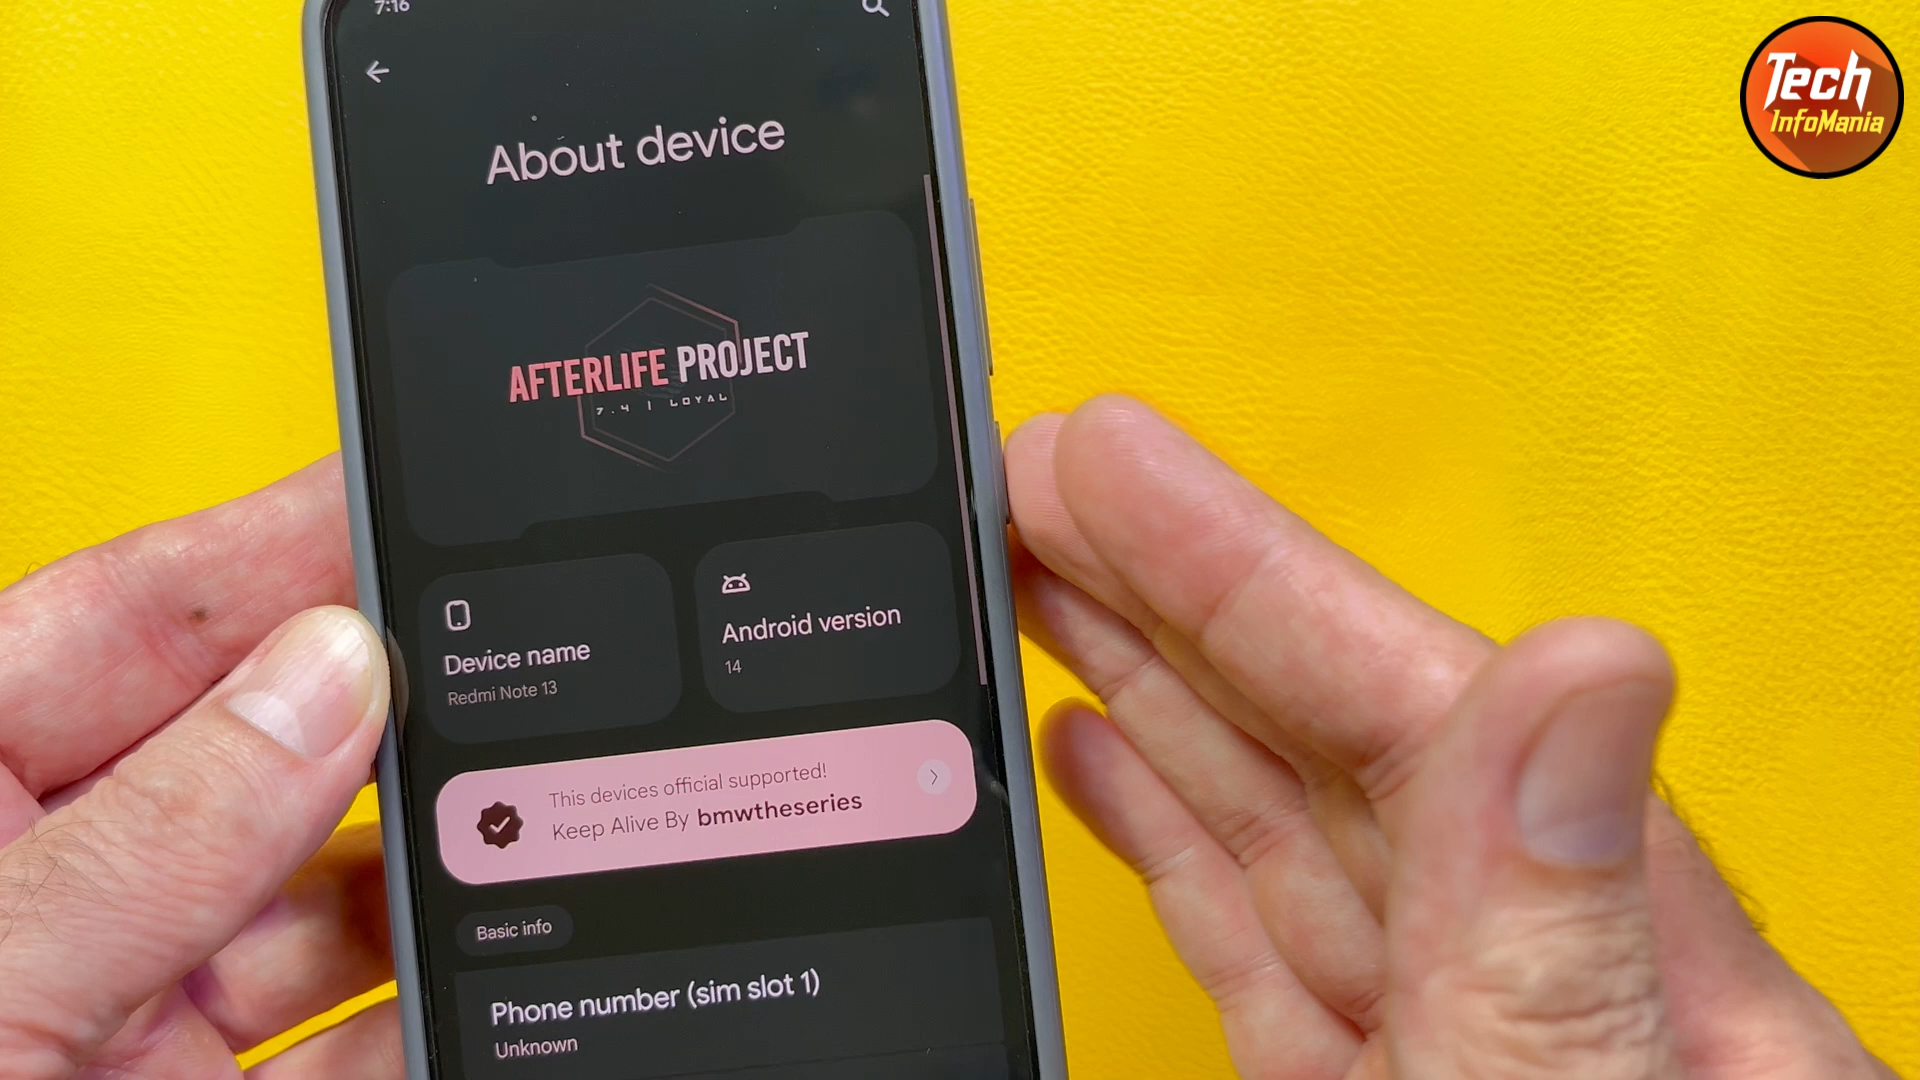 7:16
Tech
InfoMania
About device
AFTERLIFE PROJECT
7.4 | LOYAL
Device name
Redmi Note 13
Android version
14
This devices official supported!
Keep Alive By bmwtheseries
Basic info
Phone number (sim slot 1)
Unknown